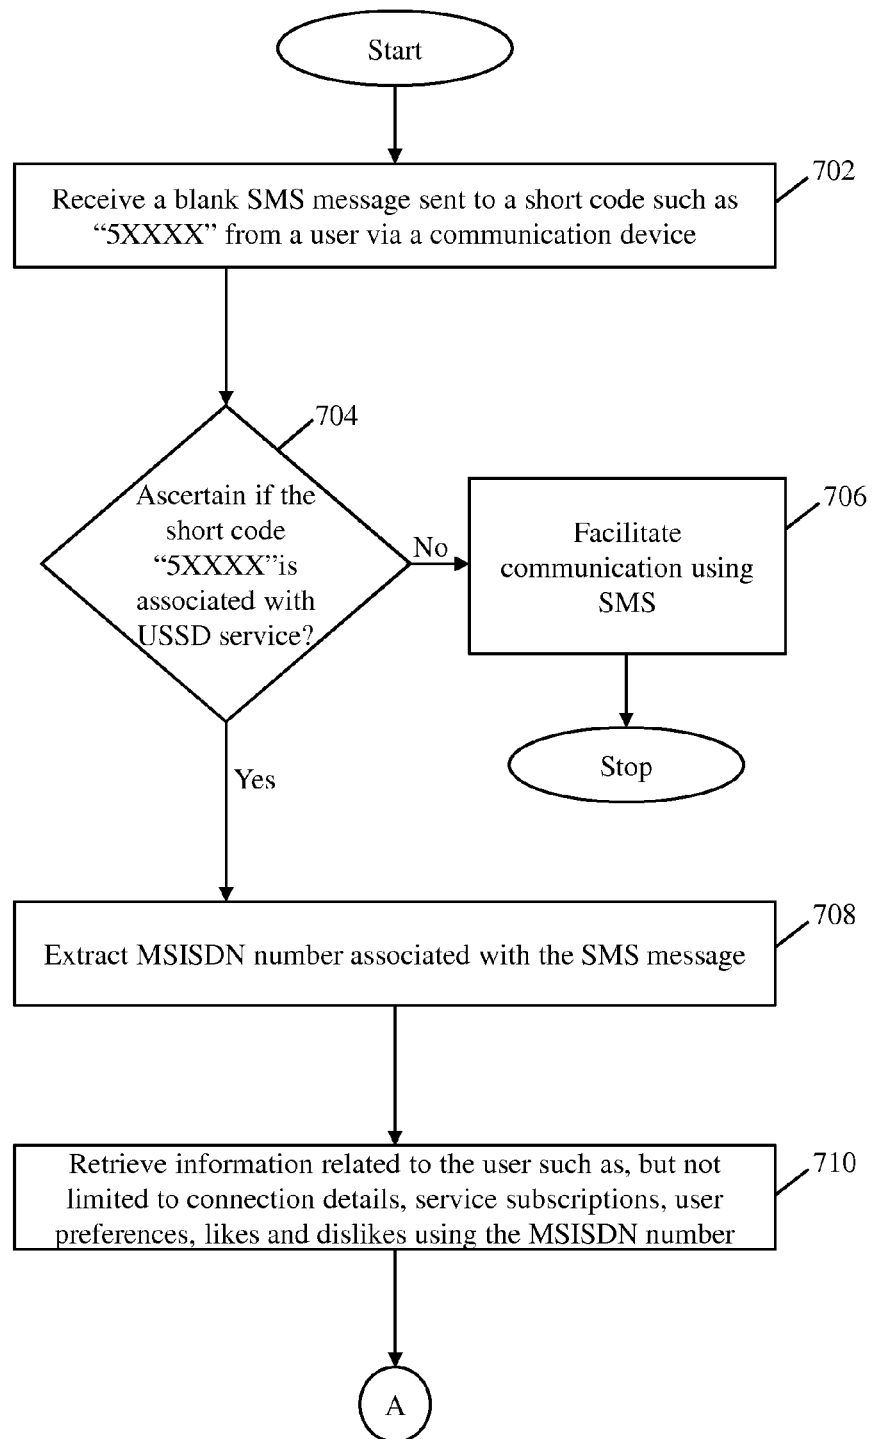 Start
702
Receive a blank SMS message sent to a short code such as
“5XXXX” from a user via a communication device
704
Ascertain if the
short code
“5XXXX”is
associated with
USSD service?
No
706
Facilitate
communication using
SMS
Stop
Yes
708
Extract MSISDN number associated with the SMS message
710
Retrieve information related to the user such as, but not
limited to connection details, service subscriptions, user
preferences, likes and dislikes using the MSISDN number
A